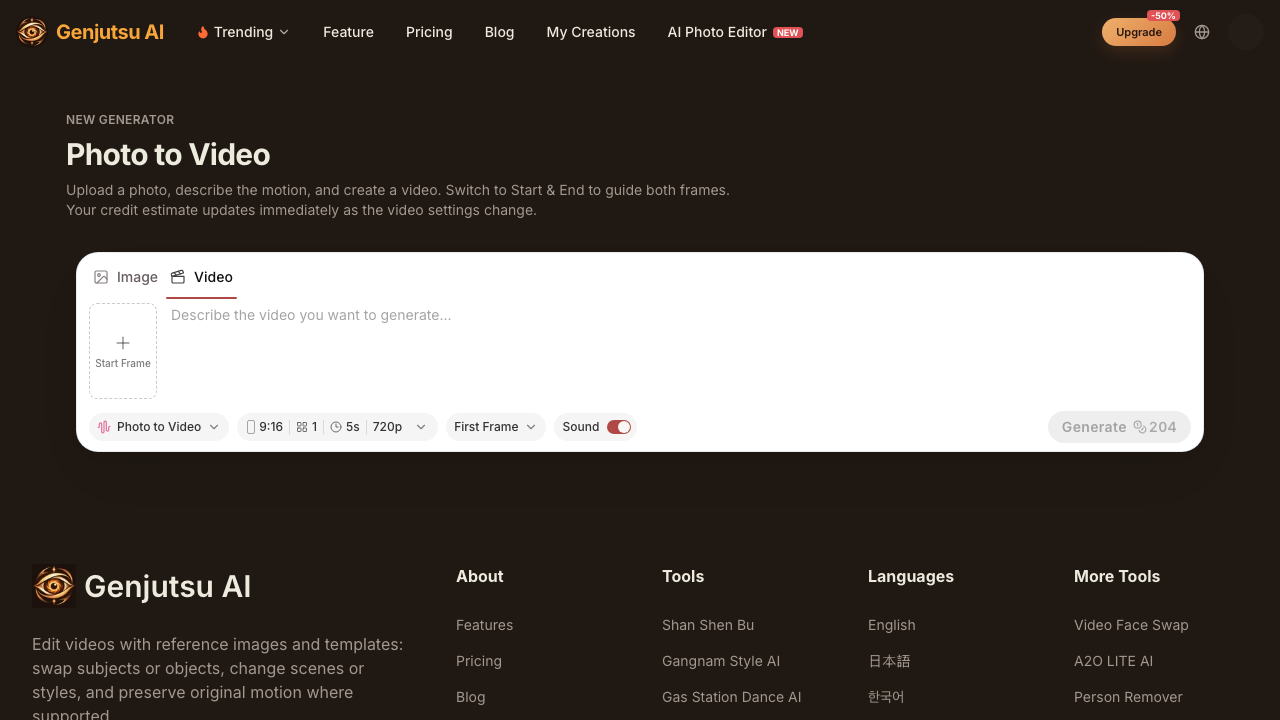 Genjutsu AI
Trending
Feature
Pricing
Blog
My Creations
AI Photo Editor NEW
Upgrade
-50%
NEW GENERATOR
Photo to Video
Upload a photo, describe the motion, and create a video. Switch to Start & End to guide both frames.
Your credit estimate updates immediately as the video settings change.
Image
Video
Start Frame
Describe the video you want to generate...
Photo to Video
9:16
1
5s
720p
First Frame
Sound
Generate 204
Genjutsu AI
Edit videos with reference images and templates:
swap subjects or objects, change scenes or
styles, and preserve original motion where
supported.
About
Features
Pricing
Blog
Tools
Shan Shen Bu
Gangnam Style AI
Gas Station Dance AI
Languages
English
日本語
한국어
More Tools
Video Face Swap
A2O LITE AI
Person Remover